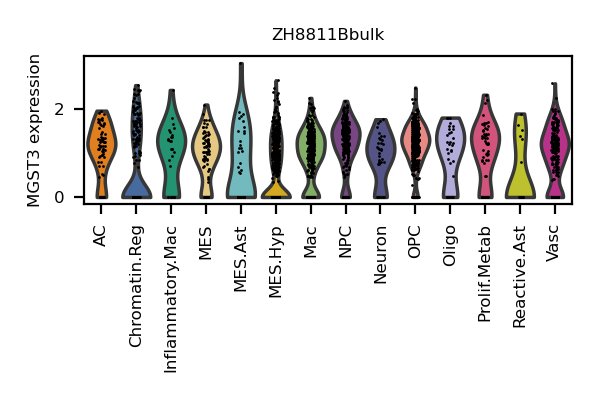 ZH8811Bbulk
MGST3 expression
2
0
AC
Chromatin.Reg
Inflammatory.Mac
MES
MES.Ast
MES.Hyp
Mac
NPC
Neuron
OPC
Oligo
Prolif.Metab
Reactive.Ast
Vasc